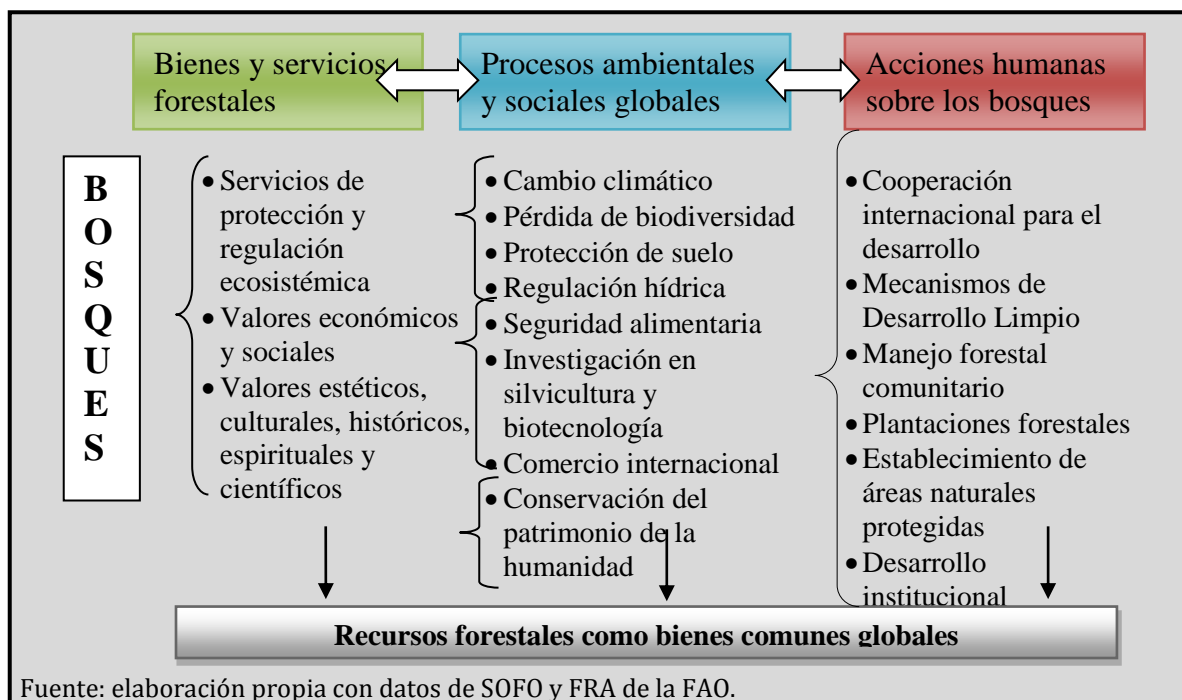 Bienes y servicios
forestales
Procesos ambientales
y sociales globales
Acciones humanas
sobre los bosques
B
O
S
Q
U
E
S
• Servicios de
protección y
regulación
ecosistémica
• Valores económicos
y sociales
• Valores estéticos,
culturales, históricos,
espirituales y
científicos
• Cambio climático
• Pérdida de biodiversidad
• Protección de suelo
• Regulación hídrica
• Seguridad alimentaria
• Investigación en
silvicultura y
biotecnología
• Comercio internacional
• Conservación del
patrimonio de la
humanidad
• Cooperación
internacional para el
desarrollo
• Mecanismos de
Desarrollo Limpio
• Manejo forestal
comunitario
• Plantaciones forestales
• Establecimiento de
áreas naturales
protegidas
• Desarrollo
institucional
Recursos forestales como bienes comunes globales
Fuente: elaboración propia con datos de SOFO y FRA de la FAO.